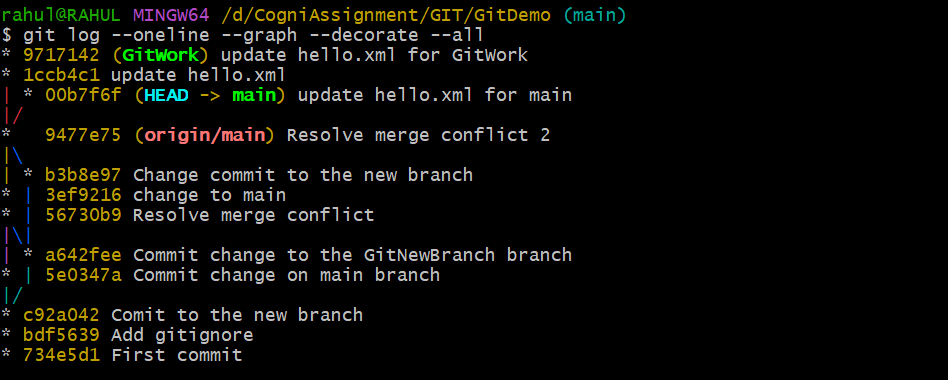 rahul@RAHUL MINGW64 /d/CogniAssignment/GIT/GitDemo (main)
$ git log --oneline --graph --decorate --all
* 9717142 (GitWork) update hello.xml for GitWork
* 1ccb4c1 update hello.xml
| * 00b7f6f (HEAD -> main) update hello.xml for main
|/
*   9477e75 (origin/main) Resolve merge conflict 2
|\
| * b3b8e97 Change commit to the new branch
* | 3ef9216 change to main
* | 56730b9 Resolve merge conflict
|\|
| * a642fee Commit change to the GitNewBranch branch
* | 5e0347a Commit change on main branch
|/
* c92a042 Comit to the new branch
* bdf5639 Add gitignore
* 734e5d1 First commit